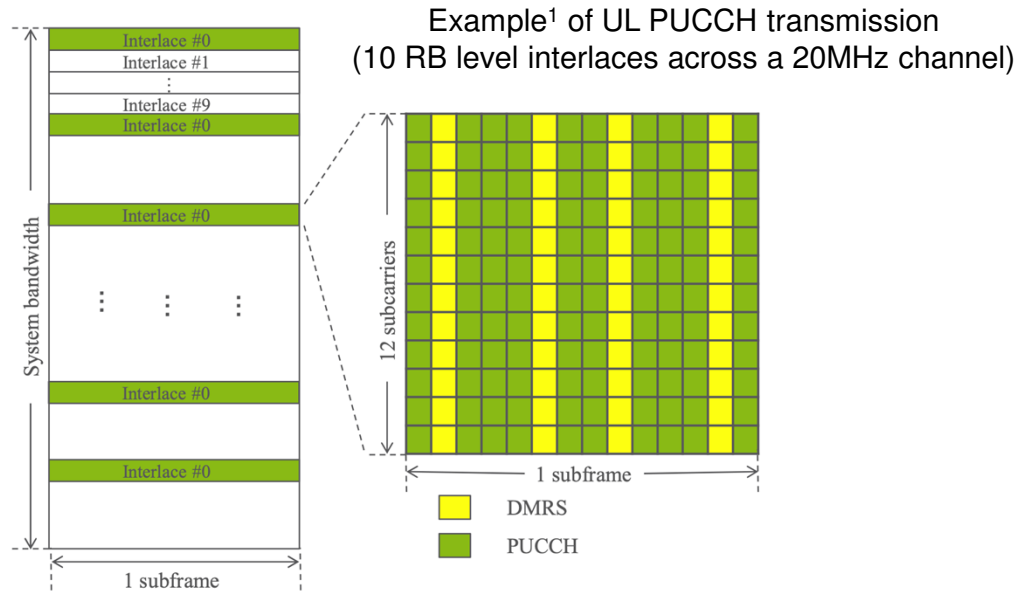 Example¹ of UL PUCCH transmission
(10 RB level interlaces across a 20MHz channel)
Interlace #0
Interlace #1
⋮
Interlace #9
Interlace #0
Interlace #0
⋮ ⋮ ⋮
Interlace #0
Interlace #0
System bandwidth
1 subframe
12 subcarriers
1 subframe
DMRS
PUCCH